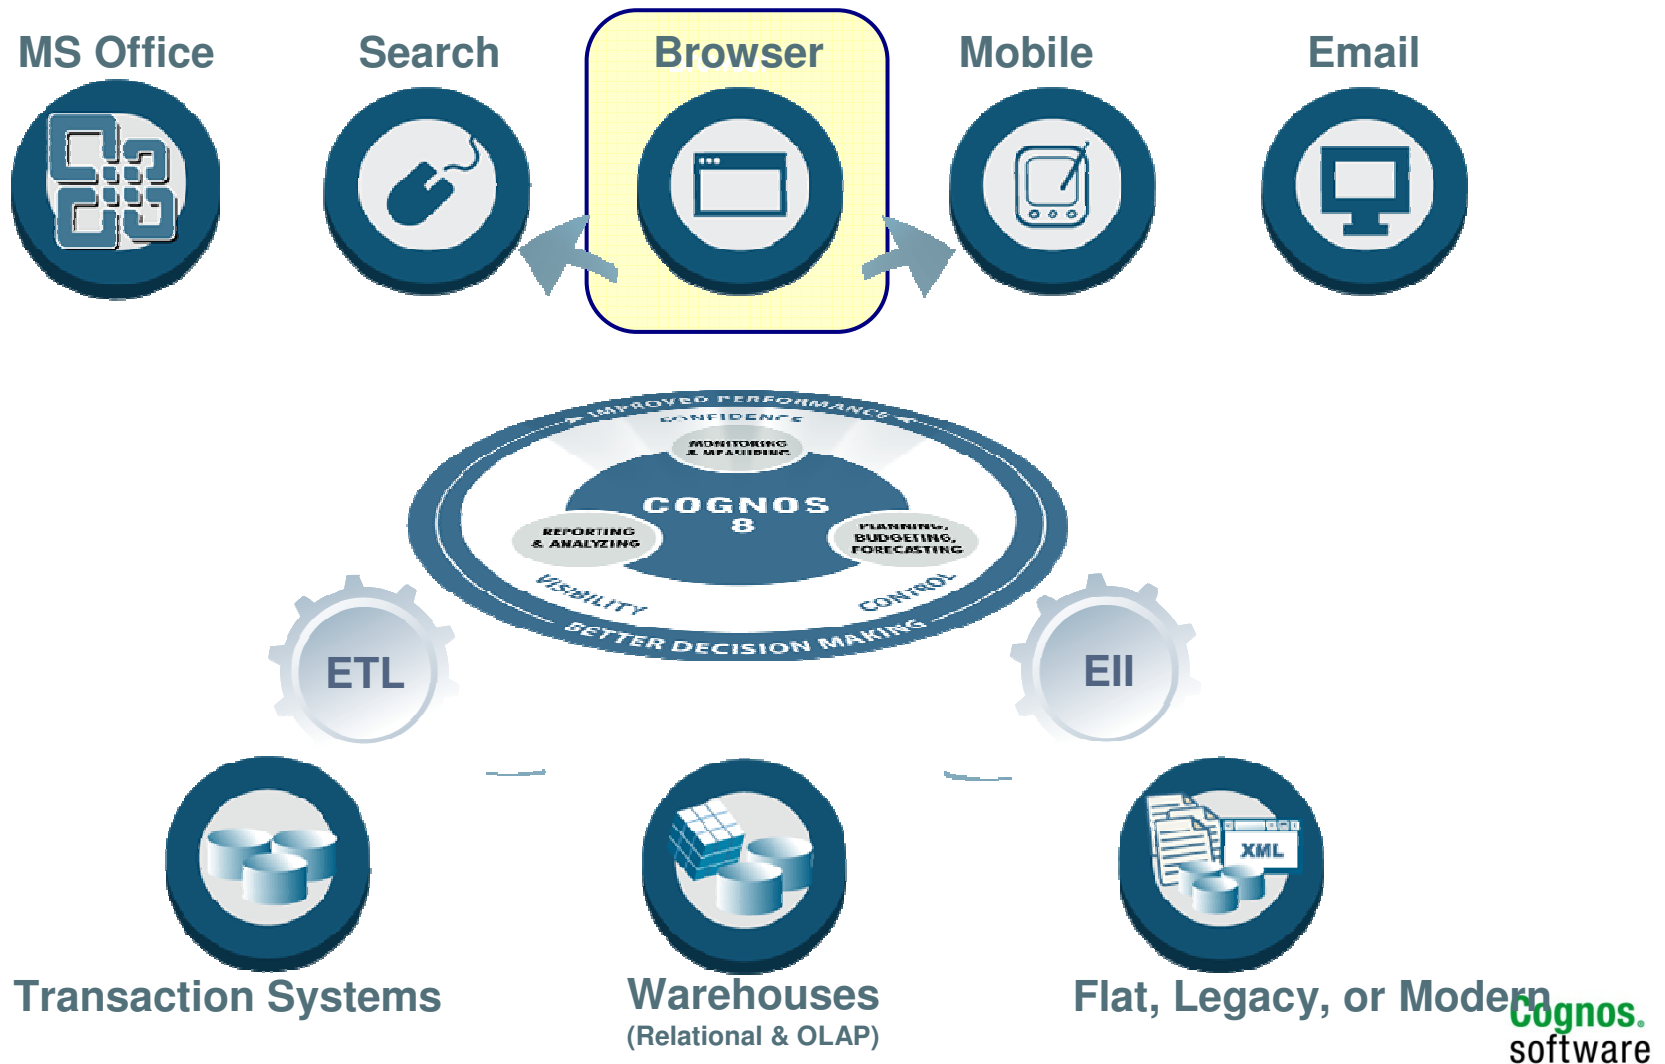 MS Office
Search
Browser
Mobile
Email
IMPROVED PERFORMANCE
CONFIDENCE
MONITORING
& MEASURING
COGNOS
8
REPORTING
& ANALYZING
PLANNING,
BUDGETING,
FORECASTING
VISIBILITY
CONTROL
BETTER DECISION MAKING
ETL
EII
XML
Transaction Systems
Warehouses
(Relational & OLAP)
Flat, Legacy, or Modern
Cognos.
software